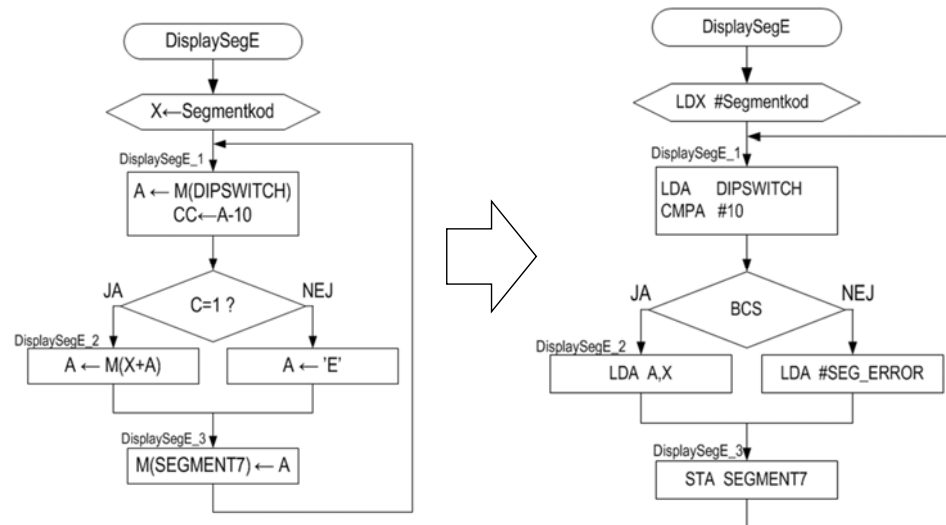 DisplaySegE
X←Segmentkod
DisplaySegE_1
A ← M(DIPSWITCH)
CC←A-10
JA
NEJ
C=1 ?
DisplaySegE_2
A ← M(X+A)
A ← 'E'
DisplaySegE_3
M(SEGMENT7) ← A
DisplaySegE
LDX #Segmentkod
DisplaySegE_1
LDA DIPSWITCH
CMPA #10
JA
NEJ
BCS
DisplaySegE_2
LDA A,X
LDA #SEG_ERROR
DisplaySegE_3
STA SEGMENT7